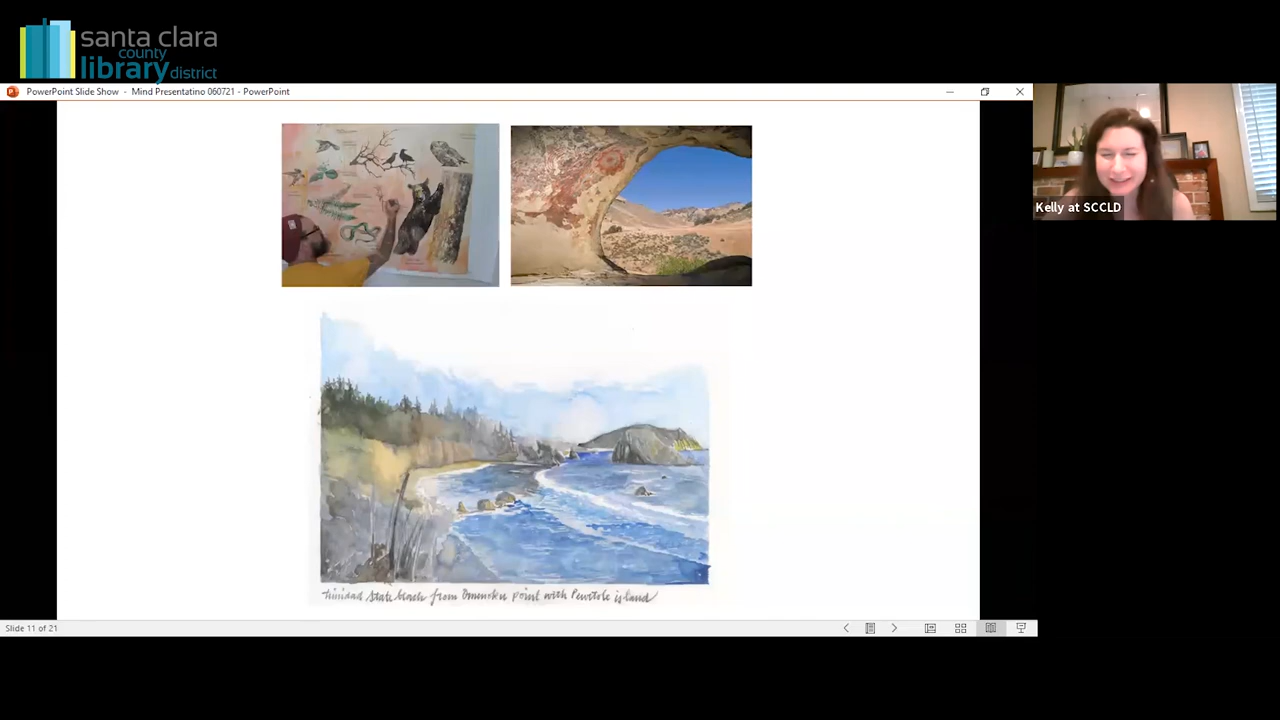 santa clara
county
library district
PowerPoint Slide Show - Mind Presentatino 060721 - PowerPoint
Kelly at SCCLD
Trinidad State beach from point with Pewetole island
Slide 11 of 21